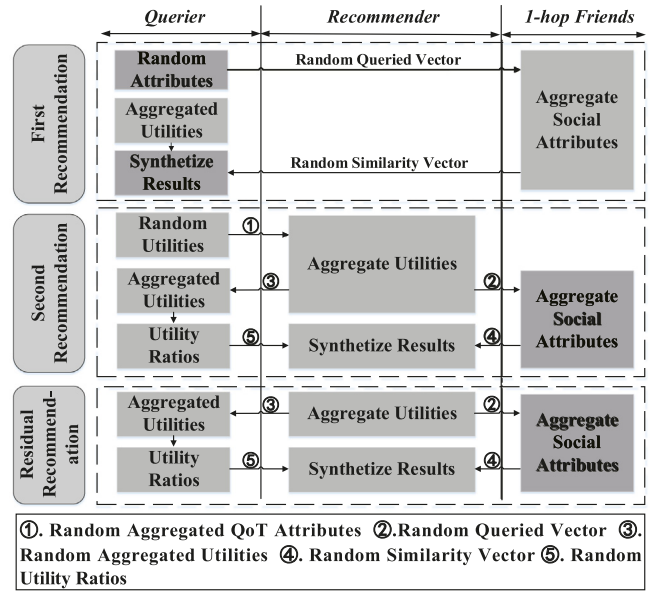 Querier
Recommender
1-hop Friends
First
Recommendation
Random
Attributes
Random Queried Vector
Aggregated
Utilities
Aggregate
Social
Attributes
Synthetize
Results
Random Similarity Vector
Second
Recommendation
Random
Utilities
①
Aggregate Utilities
Aggregated
Utilities
③
②
Aggregate
Social
Attributes
Utility
Ratios
⑤
Synthetize Results
④
Residual
Recommend-
ation
Aggregated
Utilities
③
Aggregate Utilities
②
Aggregate
Social
Attributes
Utility
Ratios
⑤
Synthetize Results
④
①. Random Aggregated QoT Attributes ②.Random Queried Vector ③.
Random Aggregated Utilities ④. Random Similarity Vector ⑤. Random
Utility Ratios